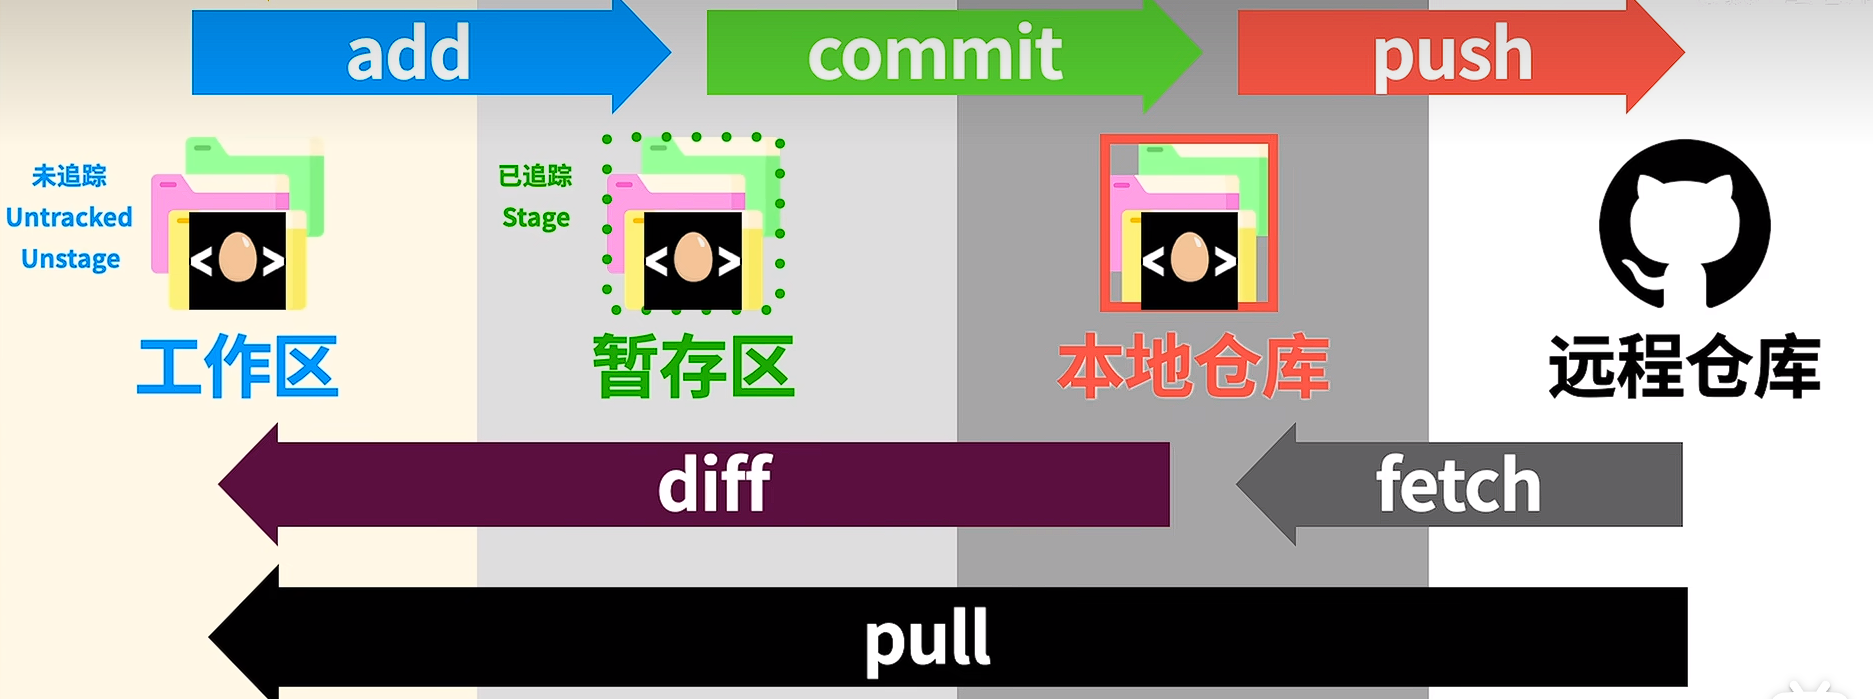 add
commit
push
未追踪
Untracked
Unstage
已追踪
Stage
< >
< >
< >
工作区
暂存区
本地仓库
远程仓库
diff
fetch
pull